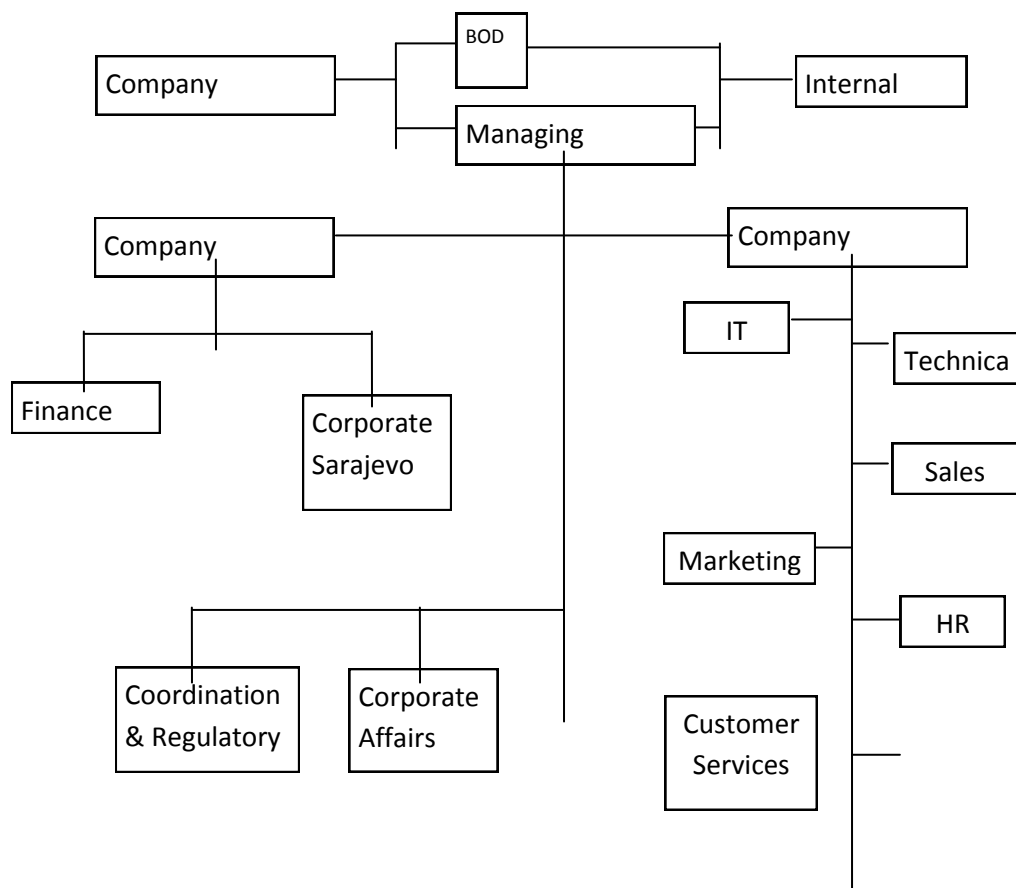 BOD
Company
Internal
Managing
Company
Company
IT
Technica
Finance
Corporate
Sarajevo
Sales
Marketing
HR
Coordination
& Regulatory
Corporate
Affairs
Customer
Services